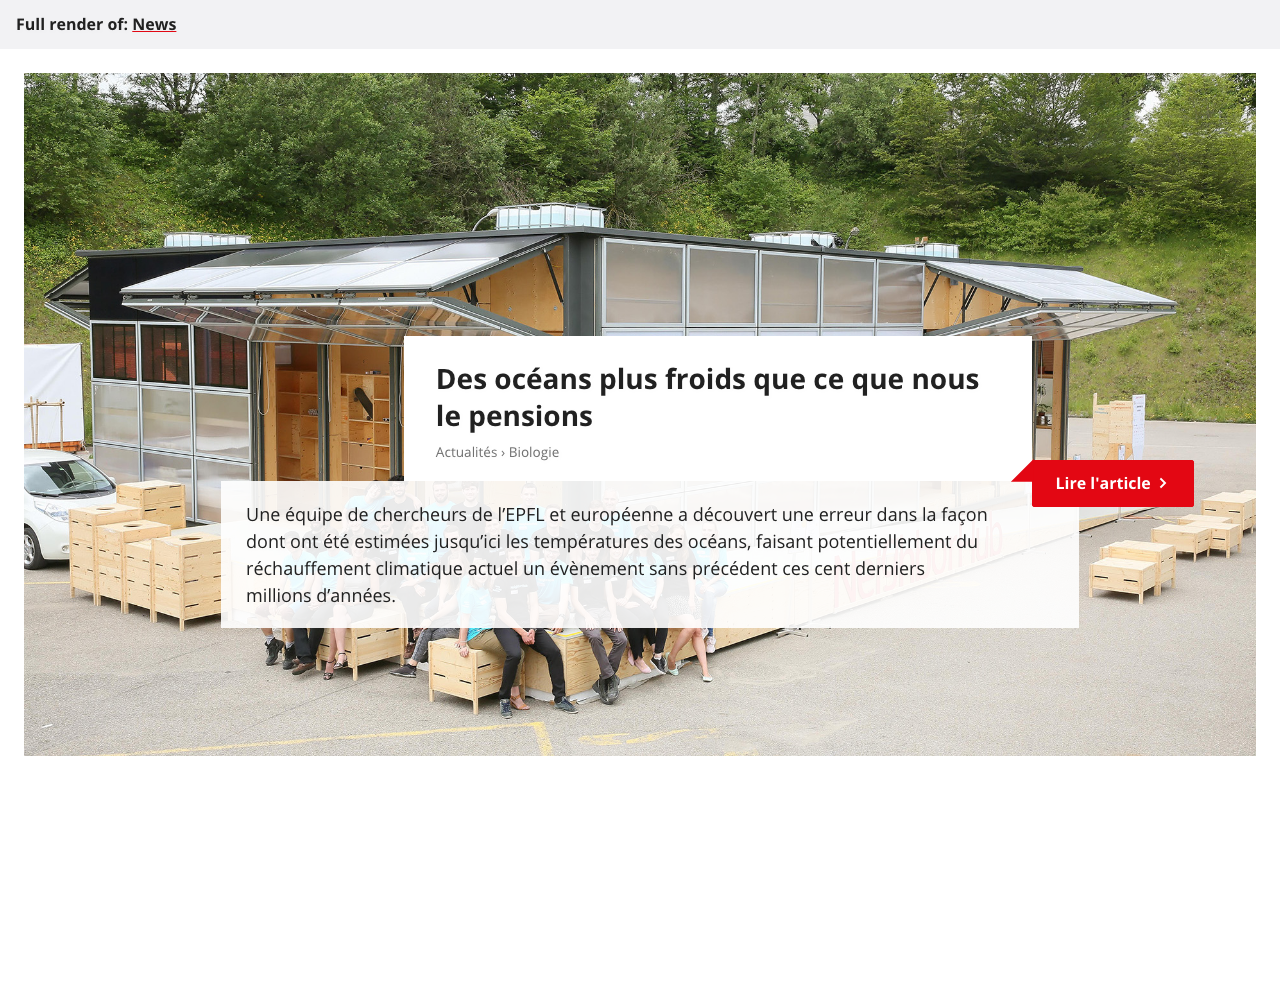 Full render of: News
Des océans plus froids que ce que nous
le pensions
Actualités › Biologie
Lire l'article
Une équipe de chercheurs de l’EPFL et européenne a découvert une erreur dans la façon
dont ont été estimées jusqu’ici les températures des océans, faisant potentiellement du
réchauffement climatique actuel un évènement sans précédent ces cent derniers
millions d’années.